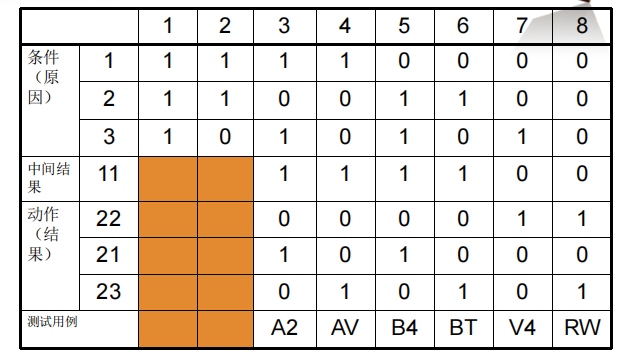 1 2 3 4 5 6 7 8
条件（原因） 1 1 1 1 1 0 0 0 0
2 1 1 0 0 1 1 0 0
3 1 0 1 0 1 0 1 0
中间结果 11 1 1 1 1 0 0
动作（结果） 22 0 0 0 0 1 1
21 1 0 1 0 0 0
23 0 1 0 1 0 1
测试用例 A2 AV B4 BT V4 RW